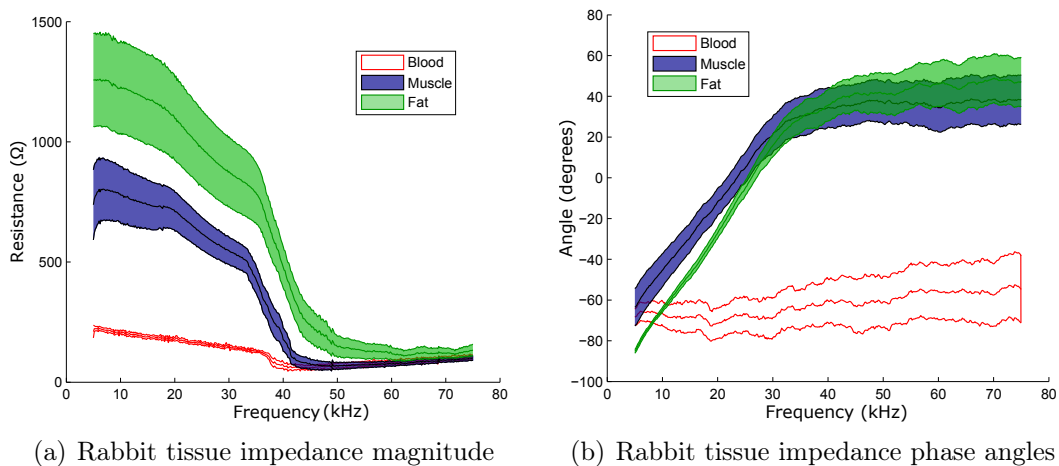 1500
1000
500
0
Resistance (Ω)
0 10 20 30 40 50 60 70 80
Frequency (kHz)
Blood
Muscle
Fat
(a) Rabbit tissue impedance magnitude
80
60
40
20
0
−20
−40
−60
−80
−100
Angle (degrees)
0 10 20 30 40 50 60 70 80
Frequency (kHz)
Blood
Muscle
Fat
(b) Rabbit tissue impedance phase angles